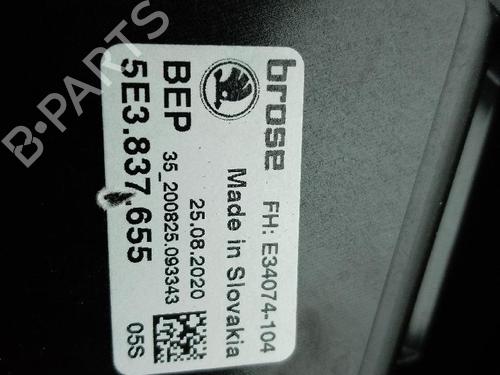 brose
FH: E34074-104
Made in Slovakia
BEP
25.08.2020
35_200825.093343
5E3.837.655
05S
B-PARTS